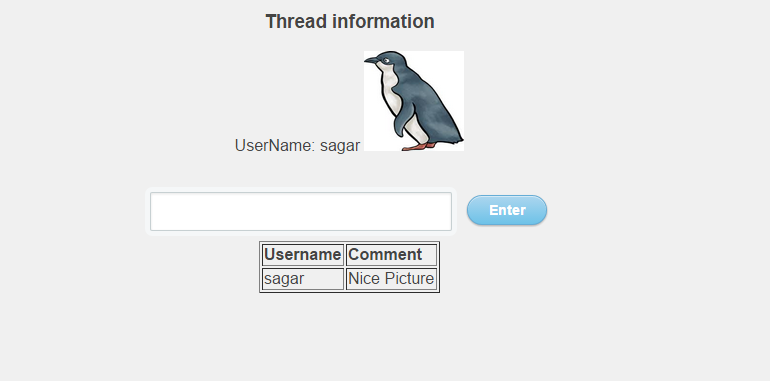 Thread information
UserName: sagar
Enter
Username Comment
sagar Nice Picture